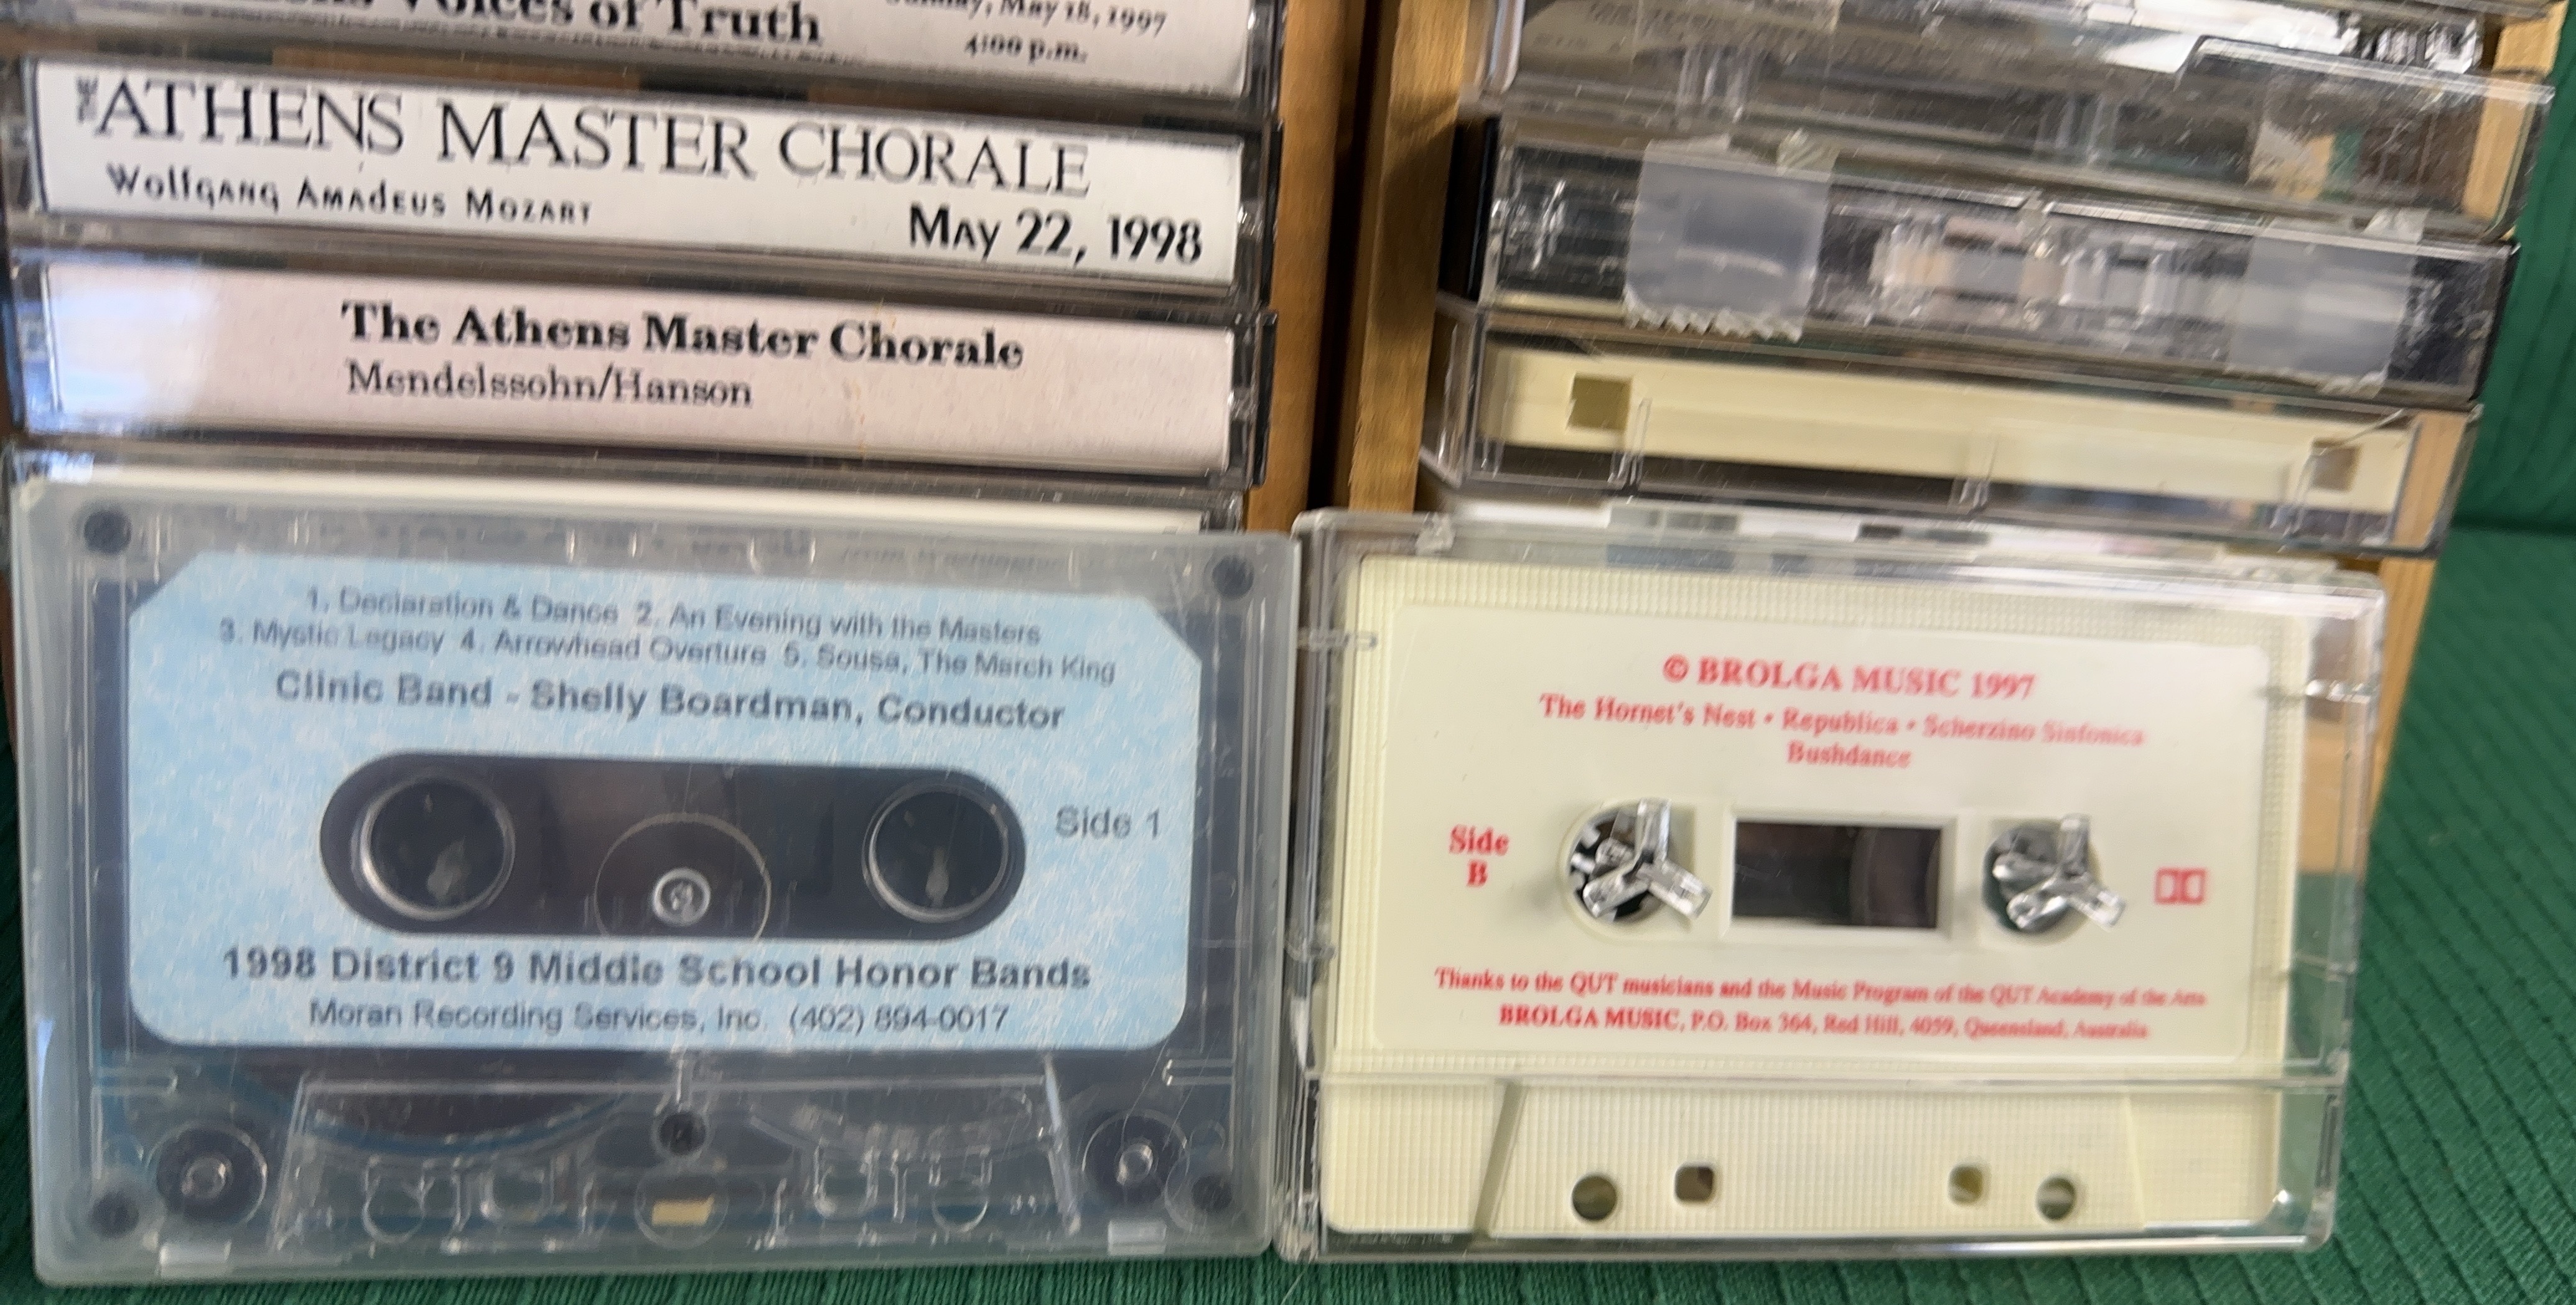 Voices of Truth
Sunday, May 18, 1997
4:00 p.m.
THE ATHENS MASTER CHORALE
Wolfgang Amadeus Mozart
May 22, 1998
The Athens Master Chorale
Mendelssohn/Hanson
1. Declaration & Dance 2. An Evening with the Masters
3. Mystic Legacy 4. Arrowhead Overture 5. Sousa, The March King
Clinic Band - Shelly Boardman, Conductor
Side 1
1998 District 9 Middle School Honor Bands
Moran Recording Services, Inc. (402) 894-0017
© BROLGA MUSIC 1997
The Hornet's Nest • Republica • Scherzino Sinfonica
Bushdance
Side
B
Thanks to the QUT musicians and the Music Program of the QUT Academy of the Arts
BROLGA MUSIC, P.O. Box 364, Red Hill, 4059, Queensland, Australia